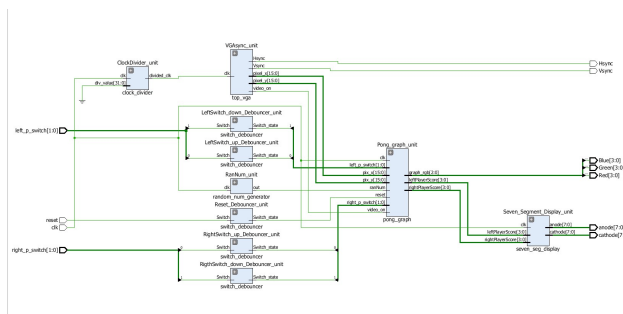 VGAsync_unit
ClockDivider_unit
Hsync
Hsync
Vsync
Vsync
pixel_x[15:0]
clk
divided_clk
clk
pixel_y[15:0]
div_value[31:0]
video_on
clock_divider
top_vga
LeftSwitch_down_Debouncer_unit
Switch
Switch_state
left_p_switch[1:0]
switch_debouncer
LeftSwitch_up_Debouncer_unit
Pong_graph_unit
Switch
Switch_state
switch_debouncer
clk
Blue[3:0]
left_p_switch[1:0]
RanNum_unit
pix_x[15:0]
graph_rgb[2:0]
Green[3:0
clk
out
pix_y[15:0]
leftPlayerScore[3:0]
Red[3:0]
random_num_generator
ranNum
rightPlayerScore[3:0]
Reset_Debouncer_unit
reset
Seven_Segment_Display_unit
reset
Switch
Switch_state
right_p_switch[1:0]
clk
switch_debouncer
video_on
clk
anode[7:0]
anode[7:0
RightSwitch_up_Debouncer_unit
pong_graph
leftPlayerScore[3:0]
cathode[7:0]
cathode[7
right_p_switch[1:0]
Switch
Switch_state
rightPlayerScore[3:0]
switch_debouncer
seven_seg_display
RigthSwitch_down_Debouncer_unit
Switch
Switch_state
switch_debouncer